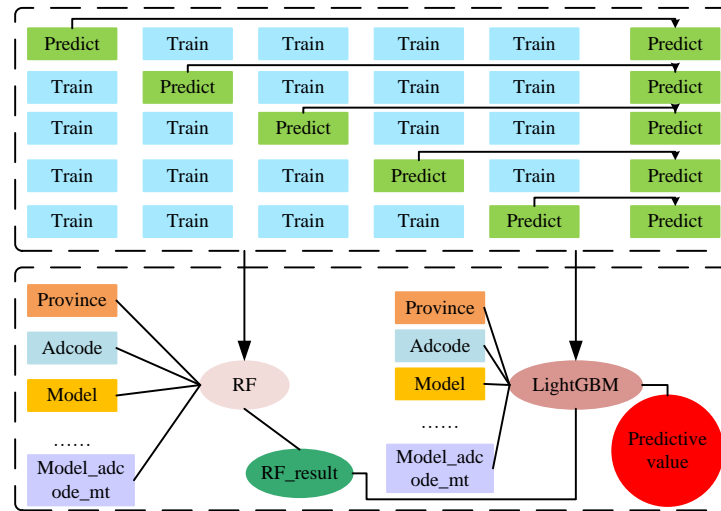 Predict Train Train Train Train Predict
Train Predict Train Train Train Predict
Train Train Predict Train Train Predict
Train Train Train Predict Train Predict
Train Train Train Train Predict Predict
Province
Adcode
Model
……
Model_adc
ode_mt
RF
RF_result
Province
Adcode
Model
……
Model_adc
ode_mt
LightGBM
Predictive
value